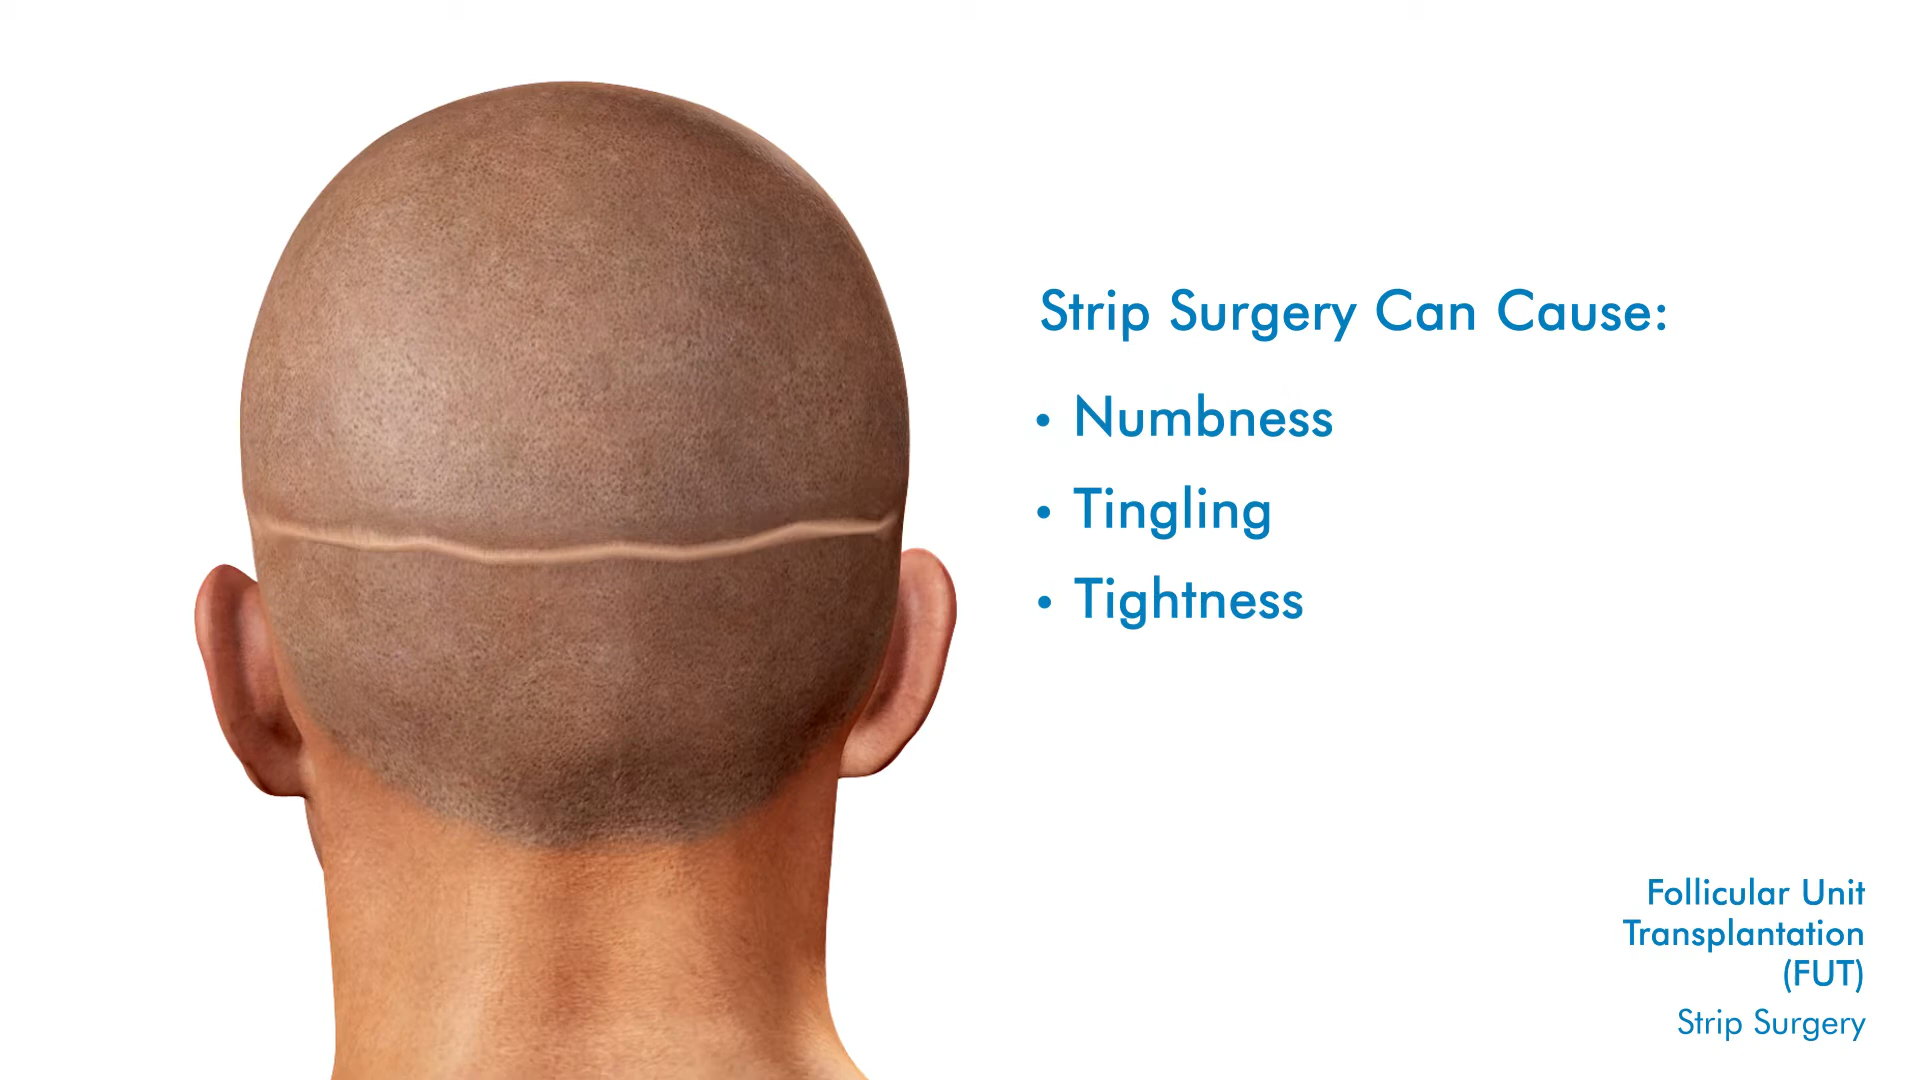 Strip Surgery Can Cause:
• Numbness
• Tingling
• Tightness
Follicular Unit
Transplantation
(FUT)
Strip Surgery